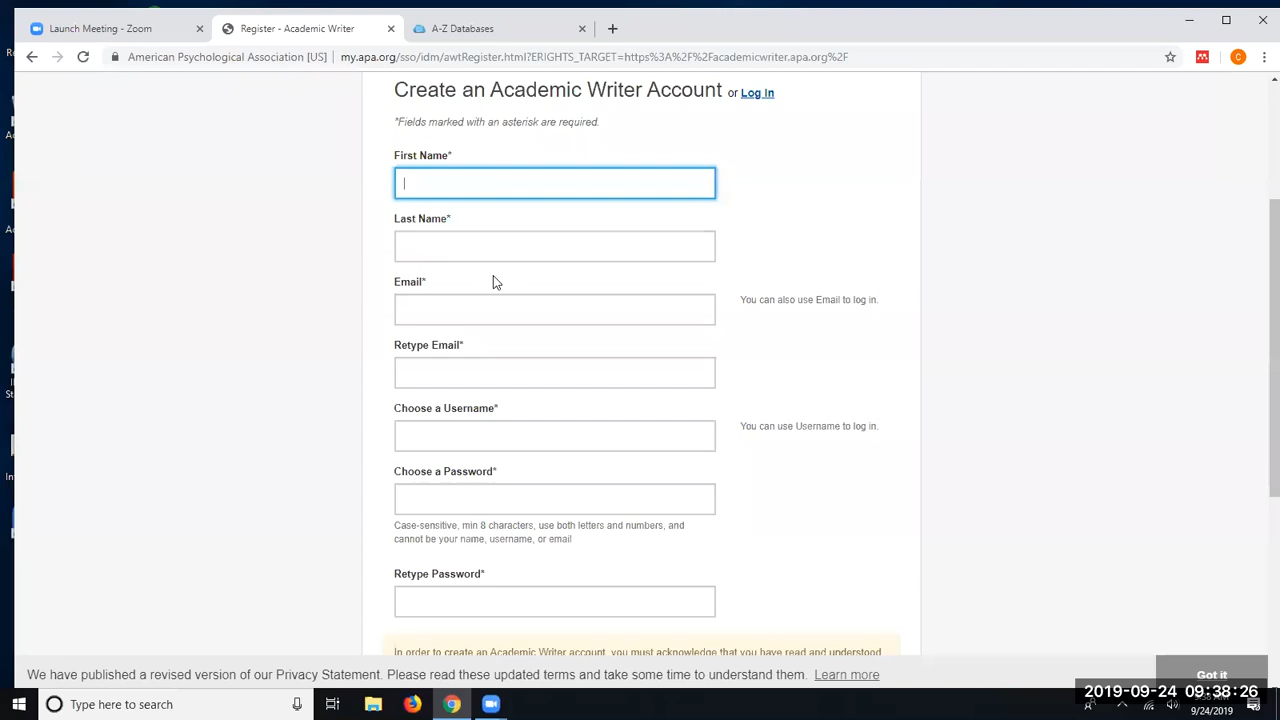 Launch Meeting - Zoom
Register - Academic Writer
A-Z Databases
American Psychological Association [US]
my.apa.org/sso/idm/awtRegister.html?FRIGHTS_TARGET=https%3A%2F%2Facademicwriter.apa.org%2F
C
Create an Academic Writer Account or Log In
*Fields marked with an asterisk are required.
First Name*
Last Name*
Email*
You can also use Email to log in.
Retype Email*
Choose a Username*
You can use Username to log in.
Choose a Password*
Case-sensitive, min 8 characters, use both letters and numbers, and
cannot be your name, username, or email
Retype Password*
In order to create an Academic Writer account, you must acknowledge that you have read and understood
We have published a revised version of our Privacy Statement. Please read these updated terms and take some time to understand them. Learn more
Got it
2019-09-24 09:38:26
Type here to search
9/24/2019